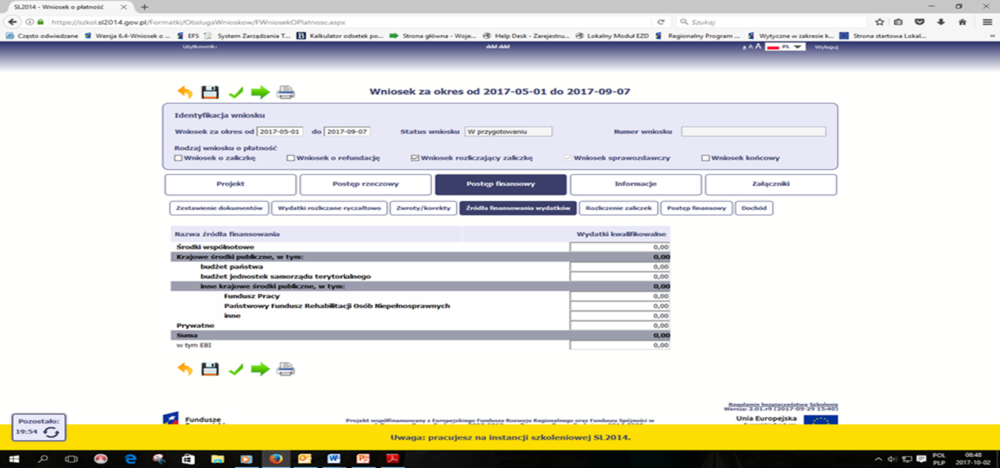 SL2014 - Wniosek o płatność
https://szkol.sl2014.gov.pl/Formatki/ObslugaWnioskow/FWniosekOPlatnosc.aspx
Szukaj
Często odwiedzane Wersja 6.4-Wniosek o ... EFS System Zarządzania T... Kalkulator odsetek po... Strona główna - Woje... Help Desk - Zarejestru... Lokalny Moduł EZD Regionalny Program ... Wytyczne w zakresie k... Strona startowa Lokal...
Użytkownik: ddd ddd A A A PL Wyloguj
Wniosek za okres od 2017-05-01 do 2017-09-07
Identyfikacja wniosku
Wniosek za okres od 2017-05-01 do 2017-09-07 Status wniosku W przygotowaniu Numer wniosku
Rodzaj wniosku o płatność
Wniosek o zaliczkę Wniosek o refundację Wniosek rozliczający zaliczkę Wniosek sprawozdawczy Wniosek końcowy
Projekt Postęp rzeczowy Postęp finansowy Informacje Załączniki
Zestawienie dokumentów Wydatki rozliczane ryczałtowo Zwroty/korekty Źródła finansowania wydatków Rozliczenie zaliczek Postęp finansowy Dochód
Nazwa źródła finansowania Wydatki kwalifikowalne
Środki wspólnotowe 0,00
Krajowe środki publiczne, w tym: 0,00
budżet państwa 0,00
budżet jednostek samorządu terytorialnego 0,00
inne krajowe środki publiczne, w tym: 0,00
Fundusz Pracy 0,00
Państwowy Fundusz Rehabilitacji Osób Niepełnosprawnych 0,00
inne 0,00
Prywatne 0,00
Suma 0,00
w tym EBI 0,00
Regulamin bezpieczeństwa Szkolenie
Wersja: 2.01.r9 [2017-09-29 15:40]
Pozostało:
19:54
Fundusze
Projekt współfinansowany z Europejskiego Funduszu Rozwoju Regionalnego oraz Funduszu Spójności w
Unia Europejska
Uwaga: pracujesz na instancji szkoleniowej SL2014.
POL
PLP
08:48
2017-10-02